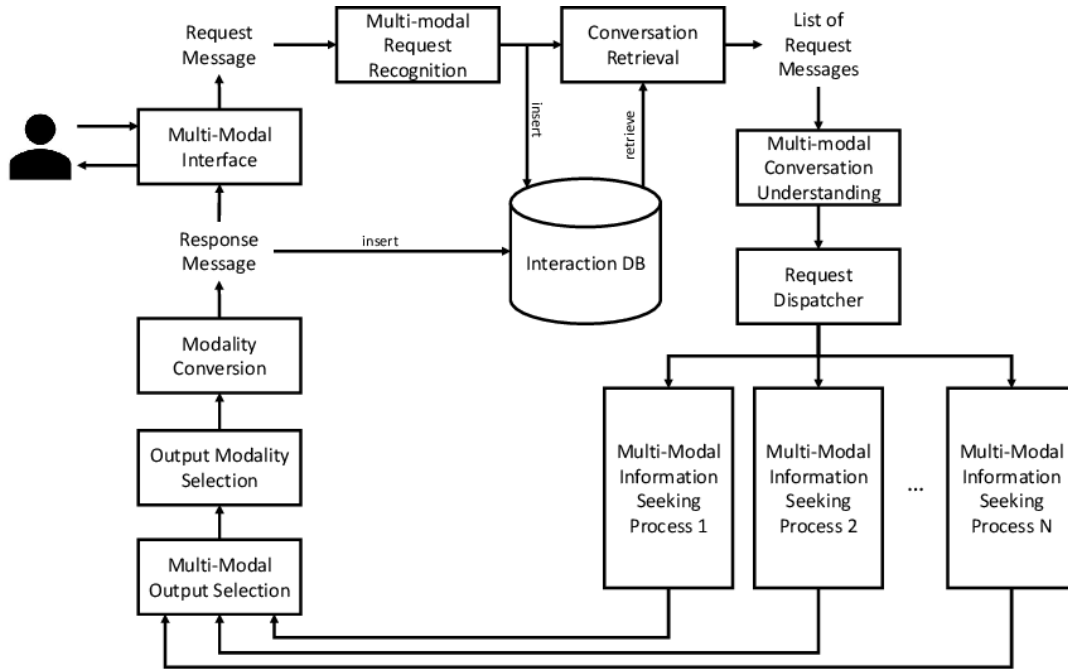 Request
Message
Multi-modal
Request
Recognition
Conversation
Retrieval
List of
Request
Messages
insert
retrieve
Multi-Modal
Interface
Multi-modal
Conversation
Understanding
Response
Message
insert
Interaction DB
Request
Dispatcher
Modality
Conversion
Output Modality
Selection
Multi-Modal
Output Selection
Multi-Modal
Information
Seeking
Process 1
Multi-Modal
Information
Seeking
Process 2
...
Multi-Modal
Information
Seeking
Process N